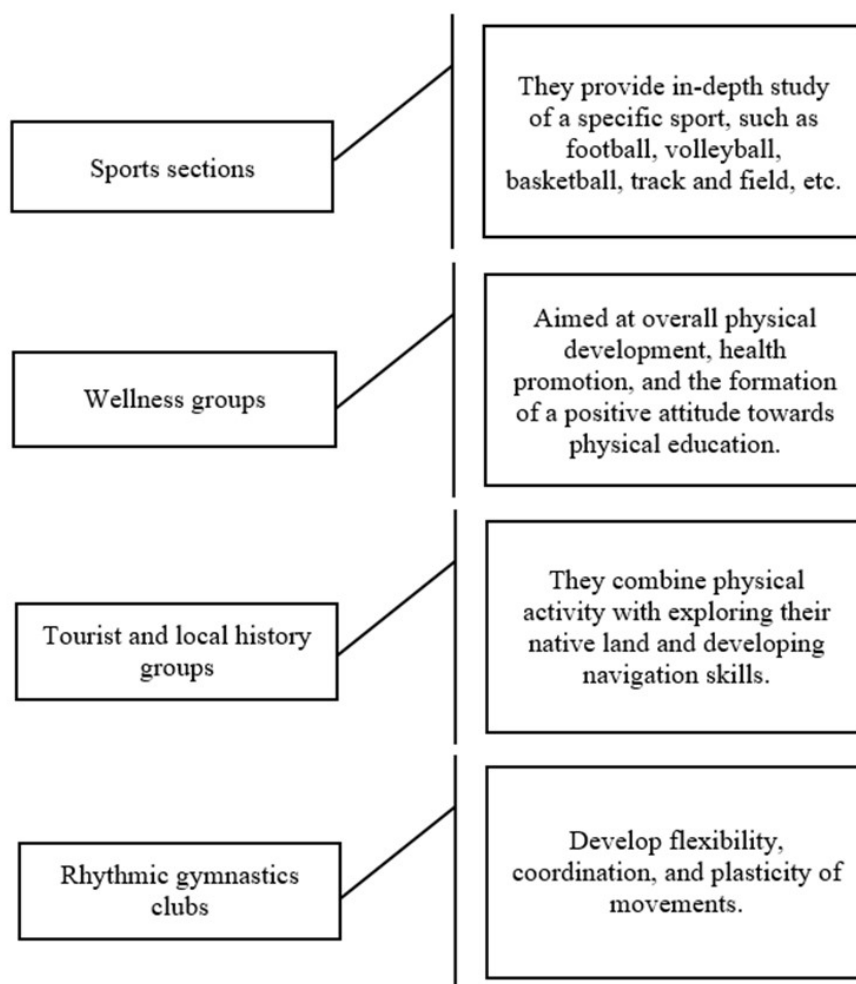 Sports sections
They provide in-depth study
of a specific sport, such as
football, volleyball,
basketball, track and field, etc.
Wellness groups
Aimed at overall physical
development, health
promotion, and the formation
of a positive attitude towards
physical education.
Tourist and local history
groups
They combine physical
activity with exploring their
native land and developing
navigation skills.
Rhythmic gymnastics
clubs
Develop flexibility,
coordination, and plasticity of
movements.